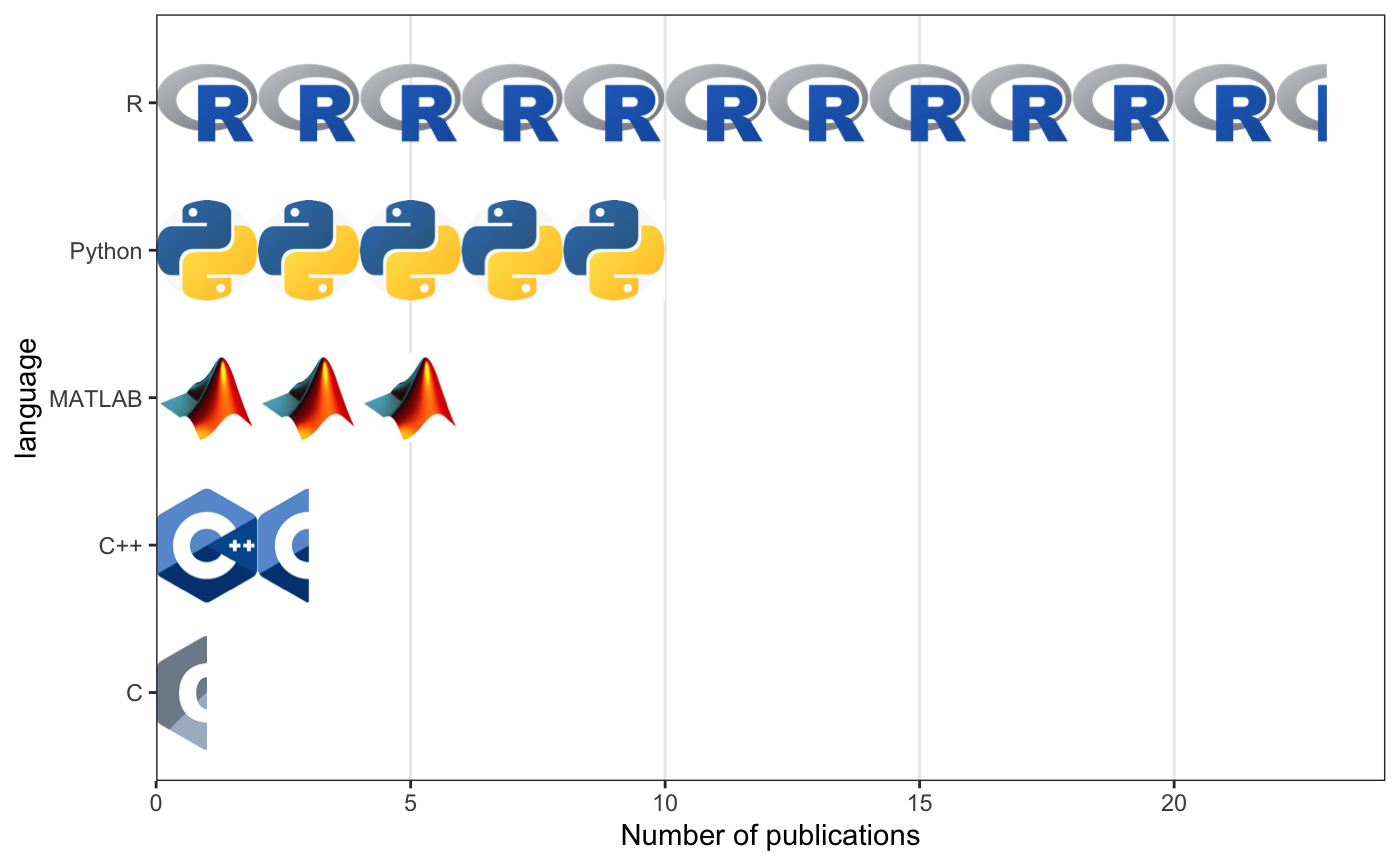 R R R R R R R R R R R
Python
MATLAB
C++ C++ C
C C
R
language
0 5 10 15 20
Number of publications